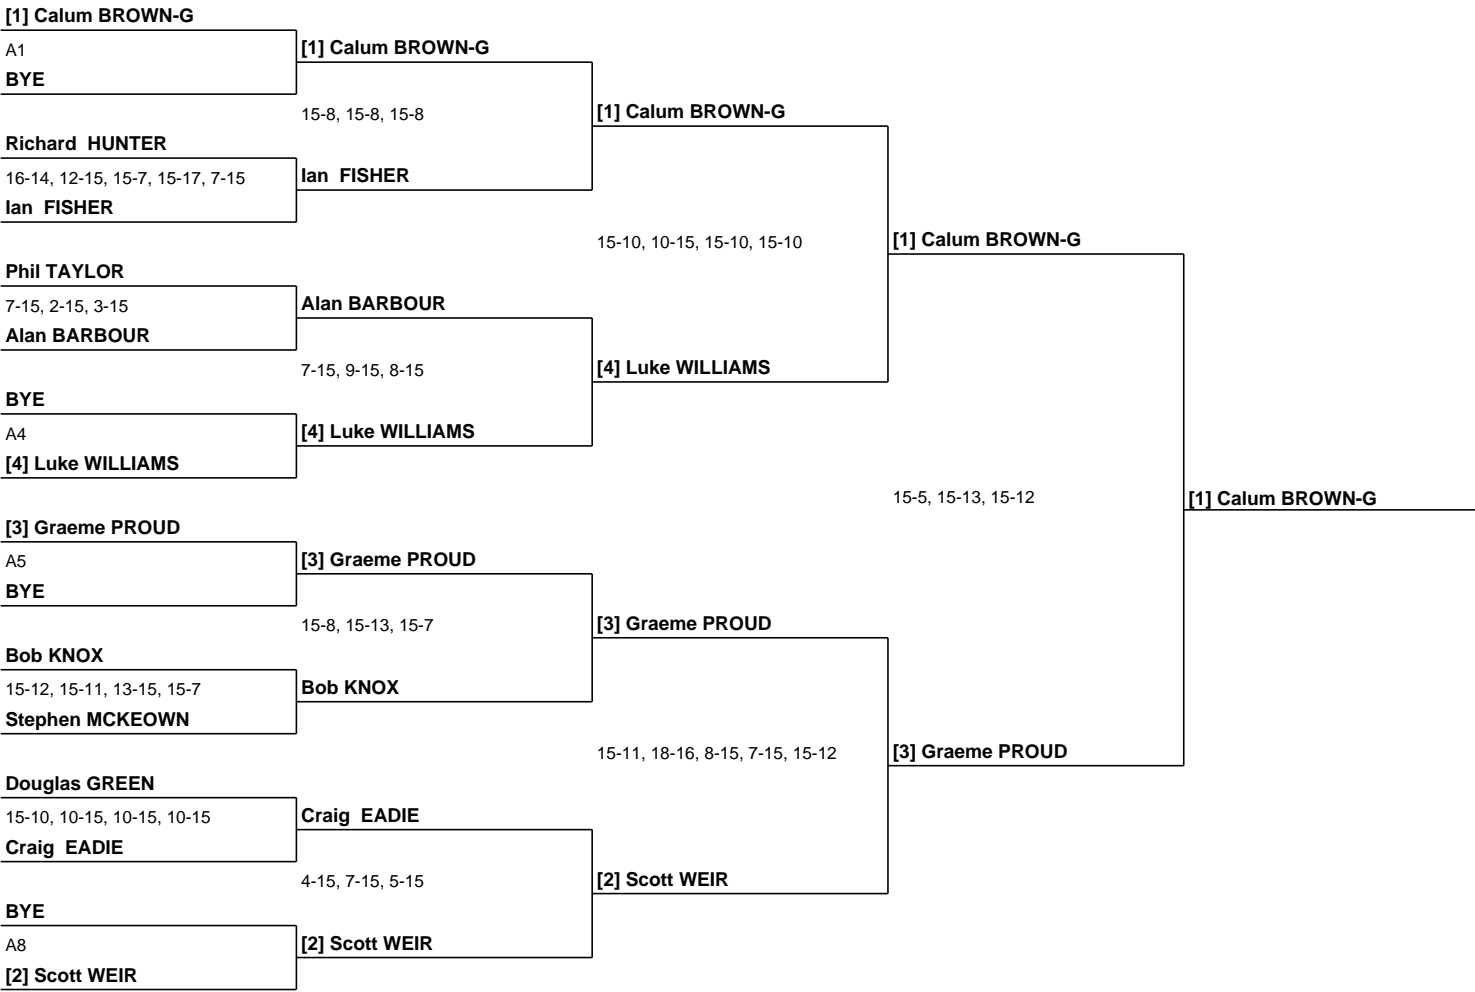 [1] Calum BROWN-G
A1
BYE
Richard HUNTER
16-14, 12-15, 15-7, 15-17, 7-15
Ian FISHER
Phil TAYLOR
7-15, 2-15, 3-15
Alan BARBOUR
BYE
A4
[4] Luke WILLIAMS
[3] Graeme PROUD
A5
BYE
Bob KNOX
15-12, 15-11, 13-15, 15-7
Stephen MCKEOWN
Douglas GREEN
15-10, 10-15, 10-15, 10-15
Craig EADIE
BYE
A8
[2] Scott WEIR
[1] Calum BROWN-G
15-8, 15-8, 15-8
Ian FISHER
Alan BARBOUR
7-15, 9-15, 8-15
[4] Luke WILLIAMS
[3] Graeme PROUD
15-8, 15-13, 15-7
Bob KNOX
Craig EADIE
4-15, 7-15, 5-15
[2] Scott WEIR
[1] Calum BROWN-G
15-10, 10-15, 15-10, 15-10
[4] Luke WILLIAMS
[3] Graeme PROUD
15-11, 18-16, 8-15, 7-15, 15-12
[2] Scott WEIR
[1] Calum BROWN-G
15-5, 15-13, 15-12
[3] Graeme PROUD
[1] Calum BROWN-G